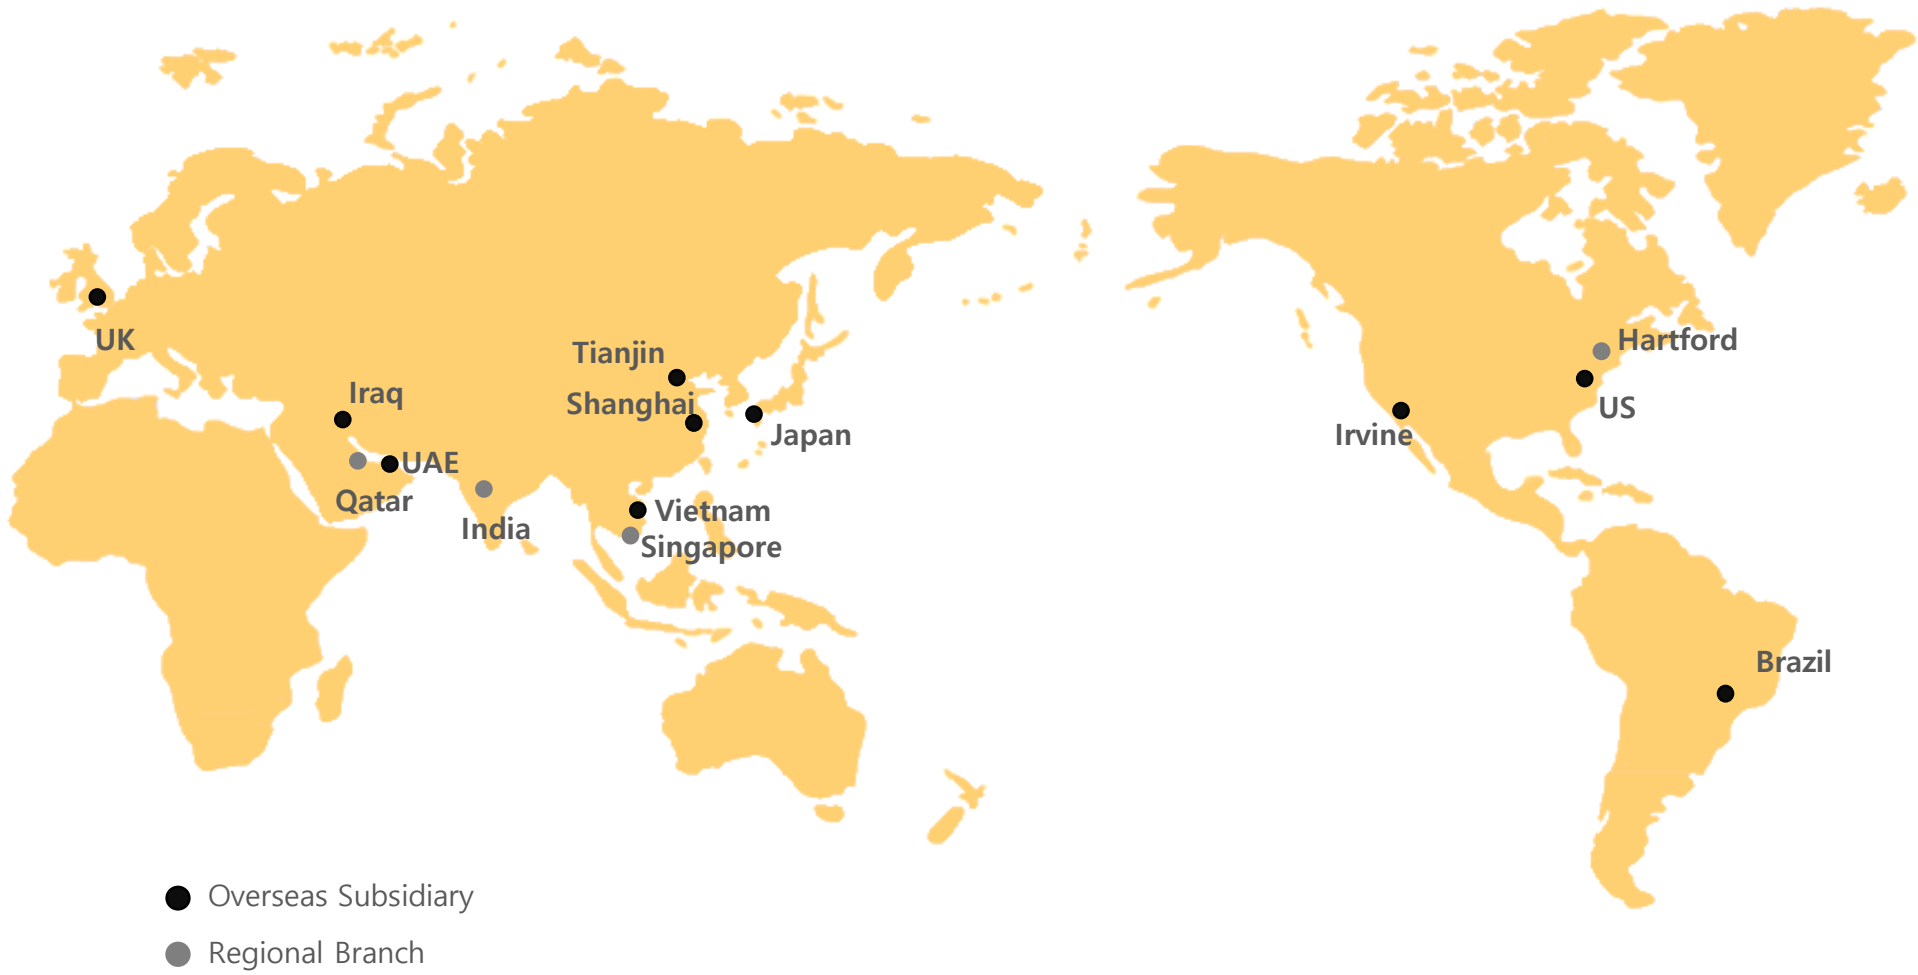 UK
Tianjin
Hartford
Iraq
Shanghai
US
Japan
Irvine
UAE
Qatar
India
Vietnam
Singapore
Brazil
Overseas Subsidiary
Regional Branch